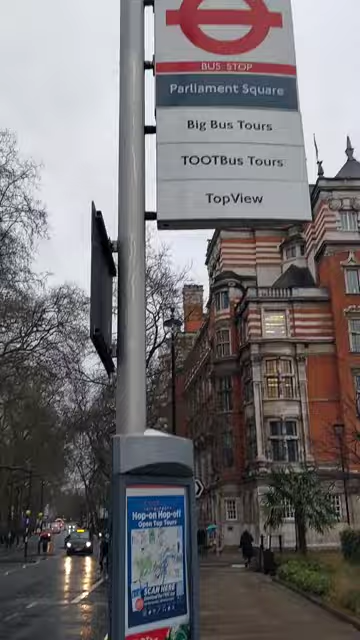 BUS STOP
Parliament Square
Big Bus Tours
TOOTBus Tours
TopView
Hop-on Hop-off
Open Top Tours
SCAN HERE